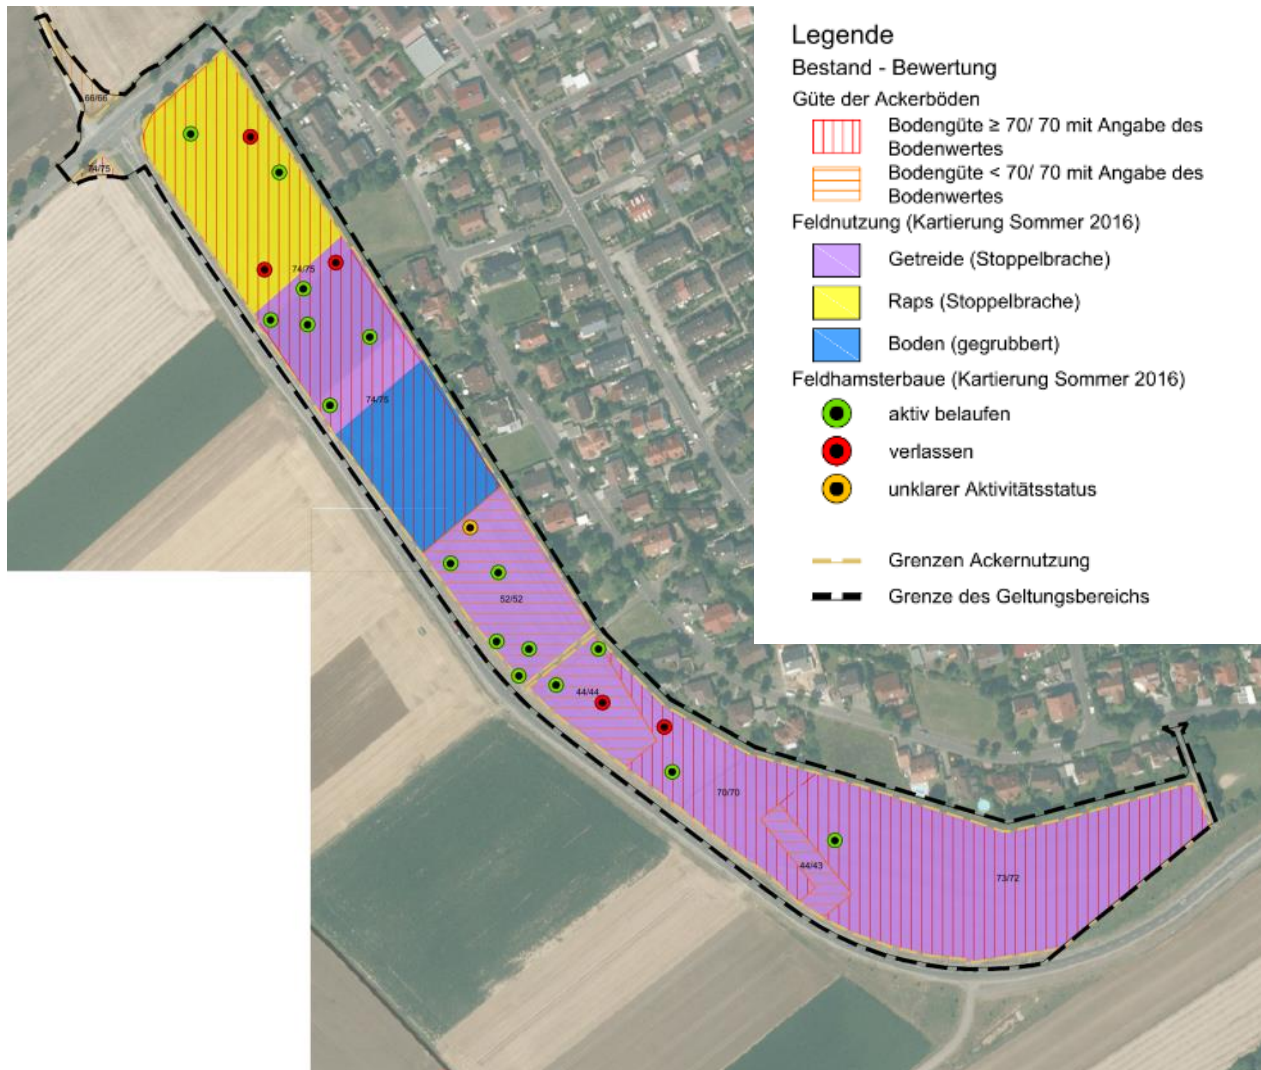 Legende
Bestand - Bewertung
Güte der Ackerböden
Bodengüte ≥ 70/ 70 mit Angabe des
Bodenwertes
Bodengüte < 70/ 70 mit Angabe des
Bodenwertes
Feldnutzung (Kartierung Sommer 2016)
Getreide (Stoppelbrache)
Raps (Stoppelbrache)
Boden (gegrubbert)
Feldhamsterbaue (Kartierung Sommer 2016)
aktiv belaufen
verlassen
unklarer Aktivitätsstatus
Grenzen Ackernutzung
Grenze des Geltungsbereichs
66/66
74/75
74/75
74/75
52/52
44/44
70/70
44/43
73/72